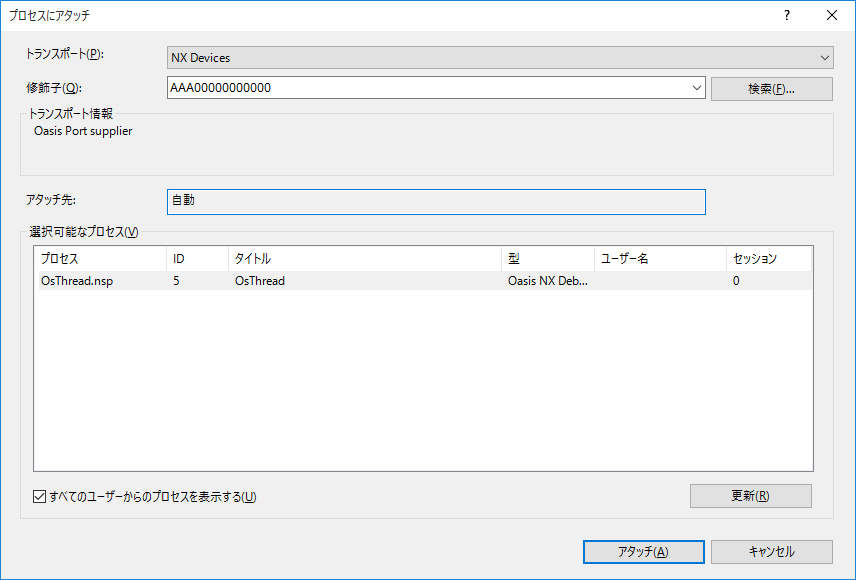 プロセスにアタッチ ? ×
トランスポート(P): NX Devices
修飾子(Q): AAA00000000000 検索(F)...
トランスポート情報
Oasis Port supplier
アタッチ先: 自動
選択可能なプロセス(V)
プロセス ID タイトル 型 ユーザー名 セッション
OsThread.nsp 5 OsThread Oasis NX Deb... 0
すべてのユーザーからのプロセスを表示する(U) 更新(R)
アタッチ(A) キャンセル